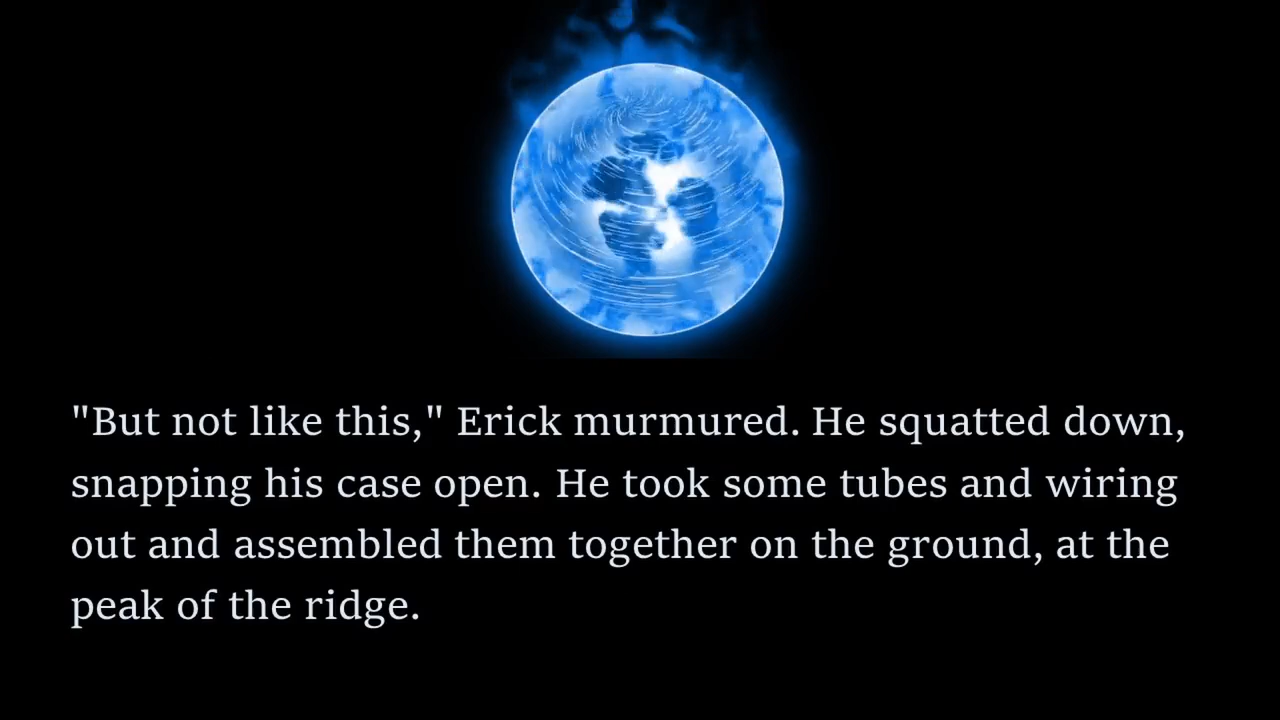 "But not like this," Erick murmured. He squatted down,
snapping his case open. He took some tubes and wiring
out and assembled them together on the ground, at the
peak of the ridge.